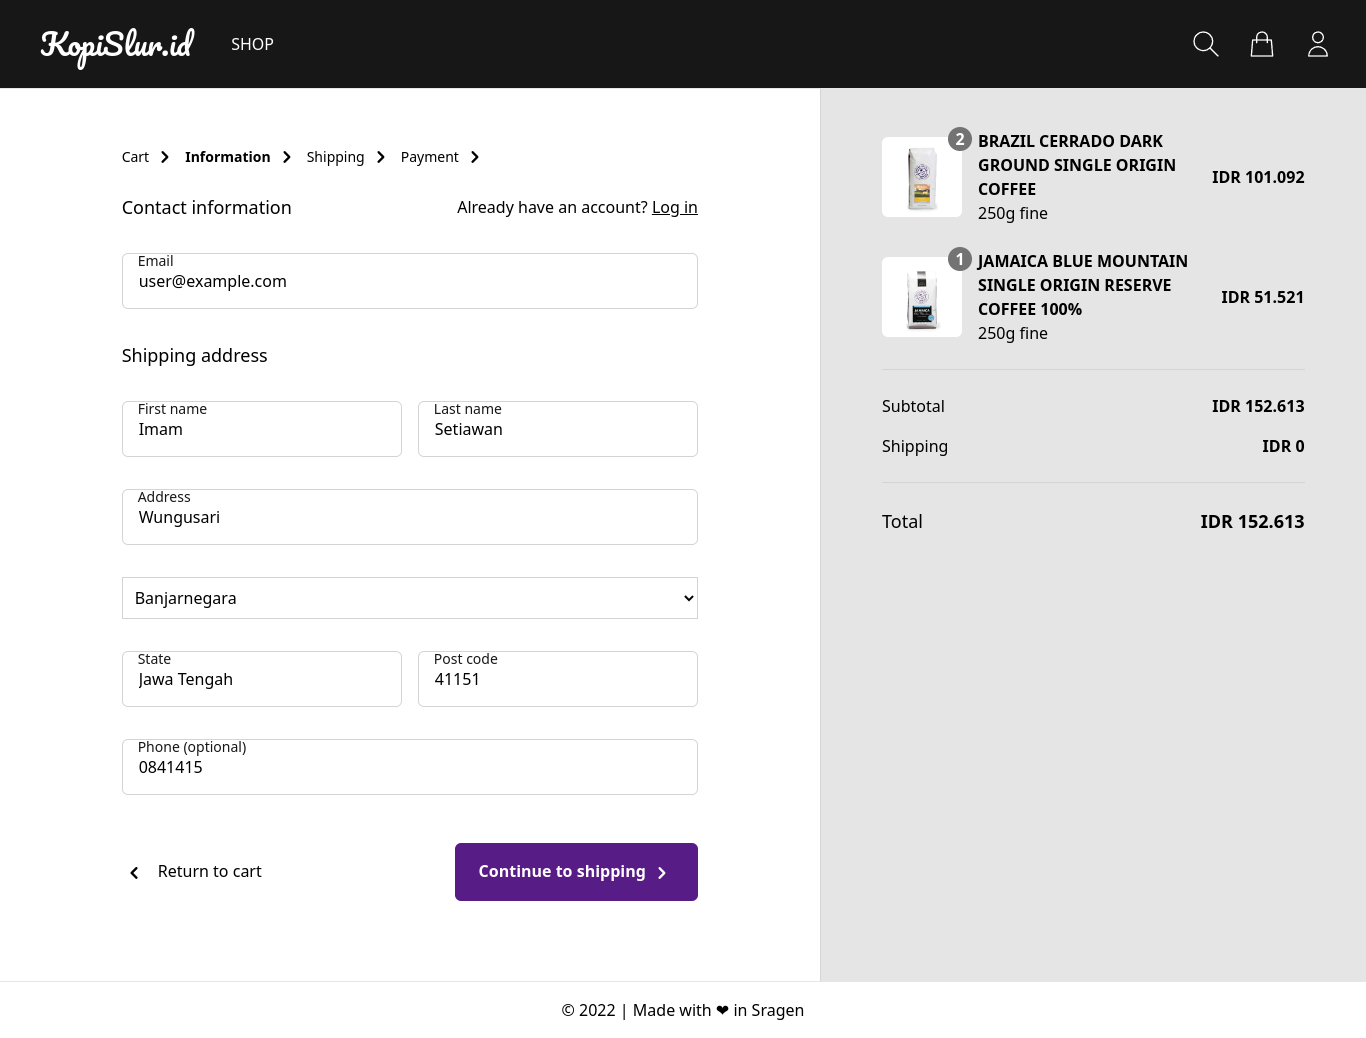 KopiSlur.id
SHOP
Cart
Information
Shipping
Payment
Contact information
Already have an account? Log in
Email
user@example.com
Shipping address
First name
Imam
Last name
Setiawan
Address
Wungusari
Banjarnegara
State
Jawa Tengah
Post code
41151
Phone (optional)
0841415
Return to cart
Continue to shipping
2
BRAZIL CERRADO DARK
GROUND SINGLE ORIGIN
COFFEE
250g fine
IDR 101.092
1
JAMAICA BLUE MOUNTAIN
SINGLE ORIGIN RESERVE
COFFEE 100%
250g fine
IDR 51.521
JAMAICA
Subtotal
IDR 152.613
Shipping
IDR 0
Total
IDR 152.613
© 2022 | Made with ❤ in Sragen